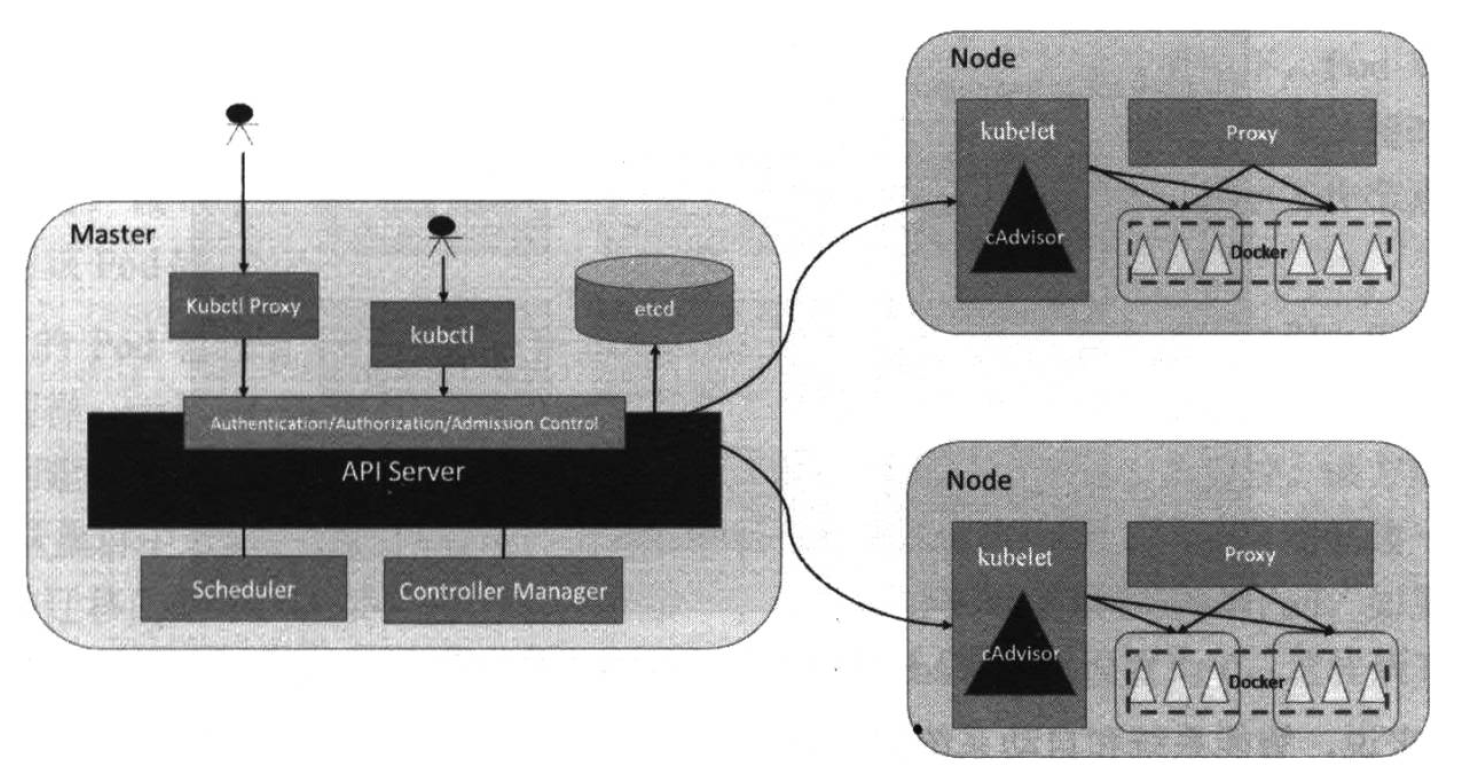 Master
Kubctl Proxy
kubctl
etcd
Authentication/Authorization/Admission Control
API Server
Scheduler
Controller Manager
Node
kubelet
cAdvisor
Proxy
Docker
Node
kubelet
cAdvisor
Proxy
Docker